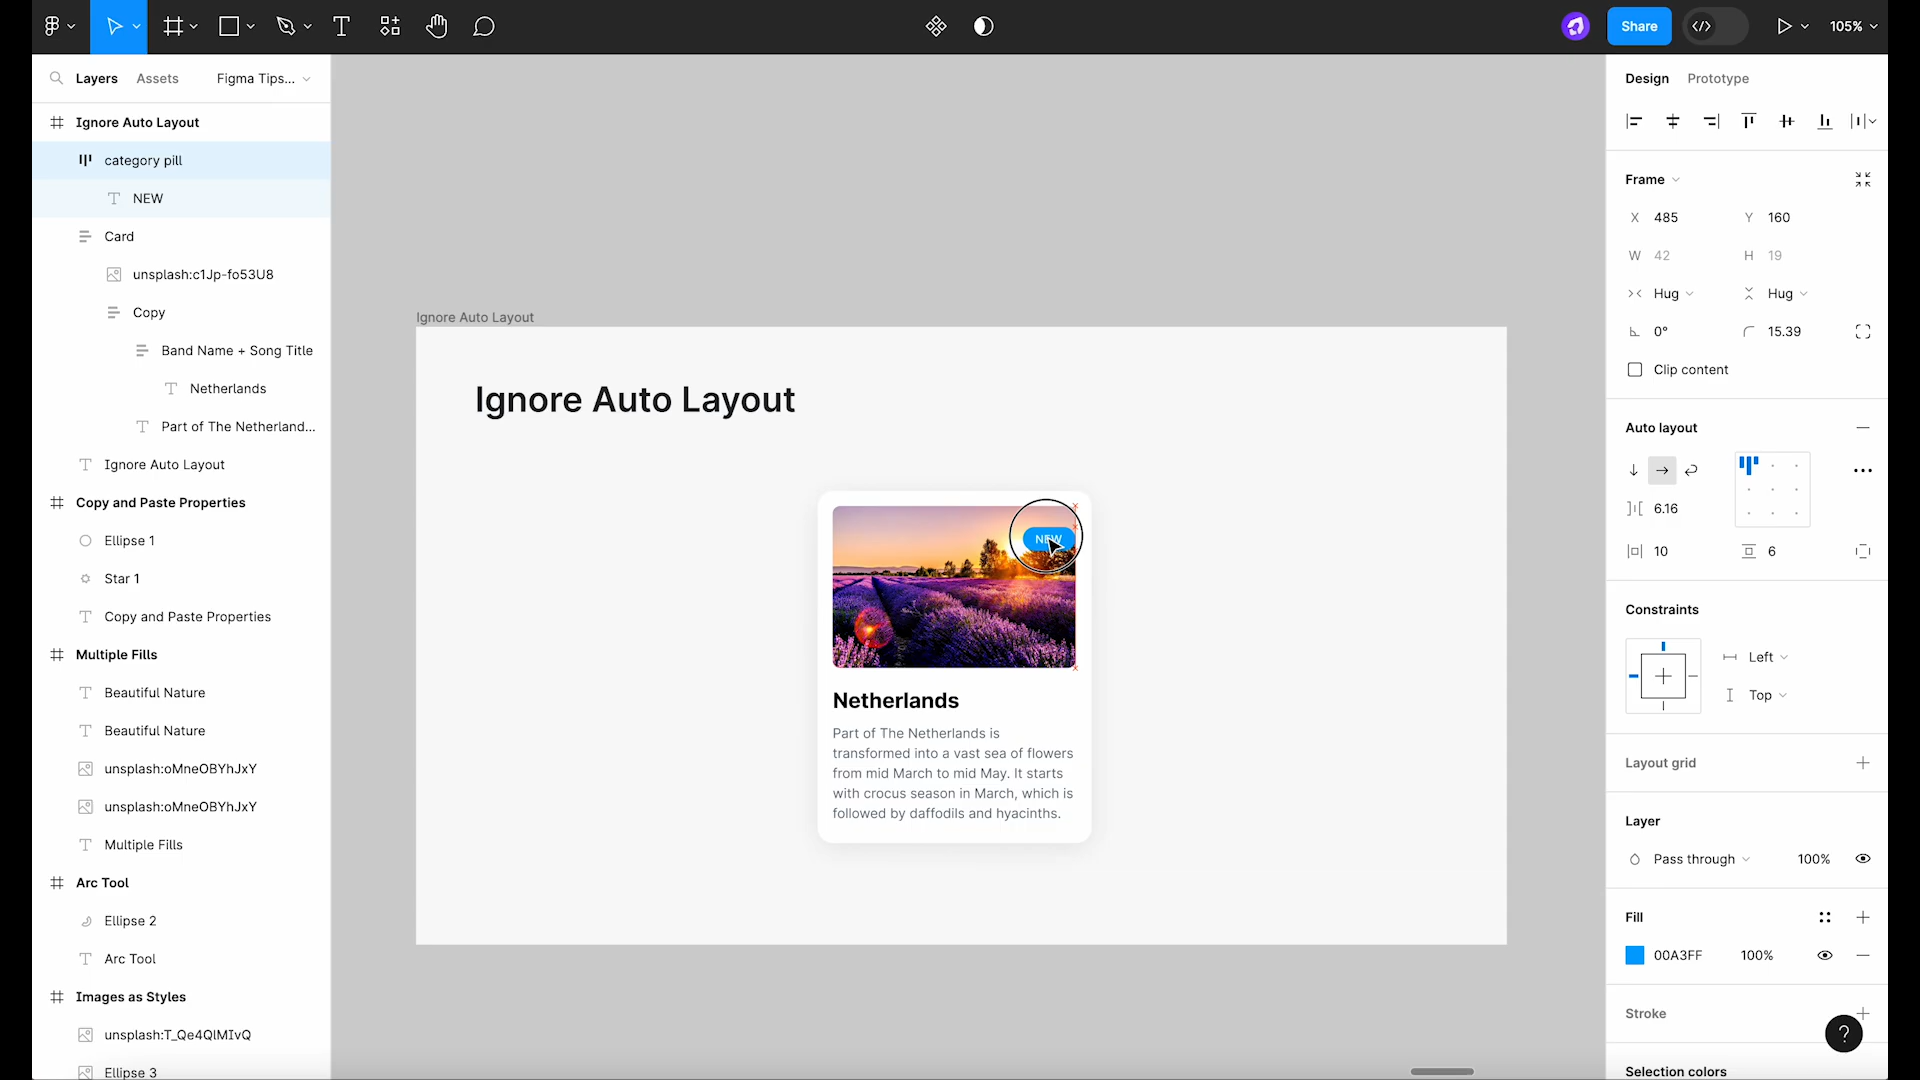 Share
105%
Layers
Assets
Figma Tips...
Ignore Auto Layout
category pill
NEW
Card
unsplash:c1Jp-fo53U8
Copy
Band Name + Song Title
Netherlands
Part of The Netherland...
Ignore Auto Layout
Copy and Paste Properties
Ellipse 1
Star 1
Copy and Paste Properties
Multiple Fills
Beautiful Nature
Beautiful Nature
unsplash:oMneOBYhJxY
unsplash:oMneOBYhJxY
Multiple Fills
Arc Tool
Ellipse 2
Arc Tool
Images as Styles
unsplash:T_Qe4QlMIvQ
Ellipse 3
Ignore Auto Layout
Ignore Auto Layout
NEW
Netherlands
Part of The Netherlands is
transformed into a vast sea of flowers
from mid March to mid May. It starts
with crocus season in March, which is
followed by daffodils and hyacinths.
Design
Prototype
Frame
X 485
Y 160
W 42
H 19
Hug
Hug
0°
15.39
Clip content
Auto layout
6.16
10
6
Constraints
Left
Top
Layout grid
Layer
Pass through
100%
Fill
00A3FF
100%
Stroke
?
Selection colors